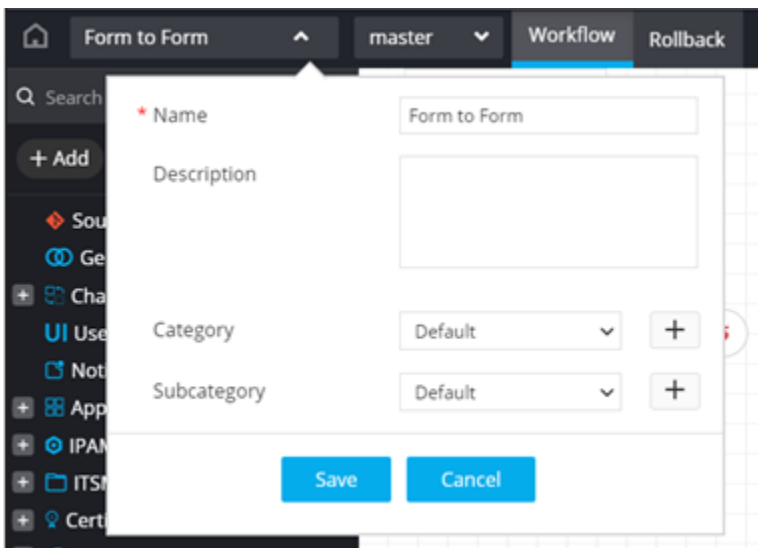 Form to Form master Workflow Rollback
Search
* Name Form to Form
+ Add
Description
Sou
Ge
Cha
Category Default +
UI Use
Noti
Subcategory Default +
App
IPAM
ITSM
Save Cancel
Certi